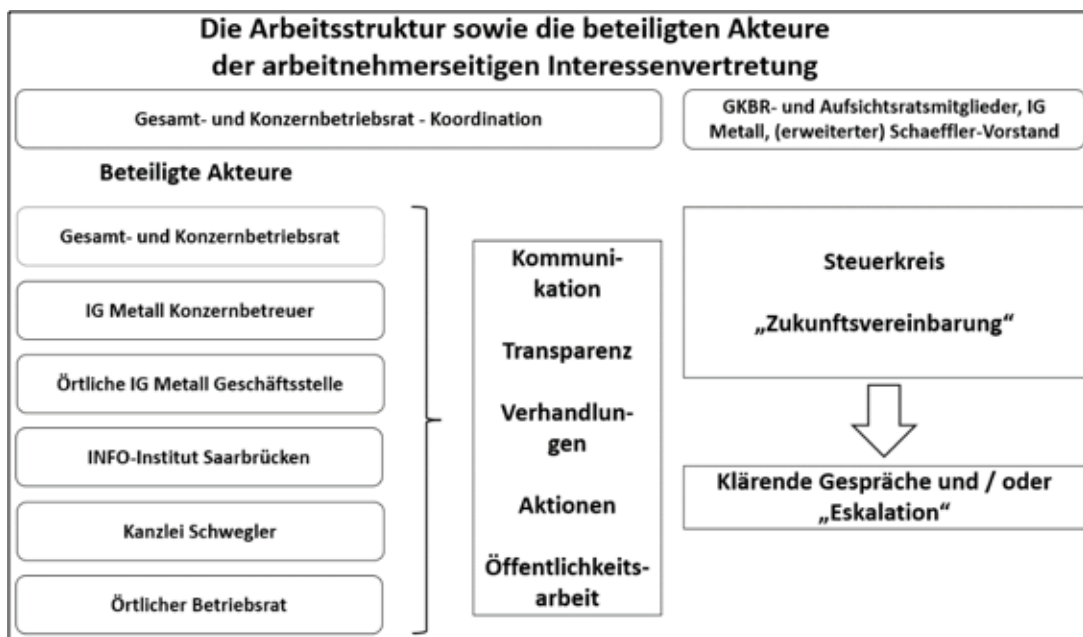 Die Arbeitsstruktur sowie die beteiligten Akteure
der arbeitnehmerseitigen Interessenvertretung
Gesamt- und Konzernbetriebsrat - Koordination
GKBR- und Aufsichtsratsmitglieder, IG
Metall, (erweiterter) Schaeffler-Vorstand
Beteiligte Akteure
Gesamt- und Konzernbetriebsrat
IG Metall Konzernbetreuer
Örtliche IG Metall Geschäftsstelle
INFO-Institut Saarbrücken
Kanzlei Schwegler
Örtlicher Betriebsrat
Kommuni-
kation
Transparenz
Verhandlun-
gen
Aktionen
Öffentlichkeits-
arbeit
Steuerkreis
„Zukunftsvereinbarung“
Klärende Gespräche und / oder
„Eskalation“